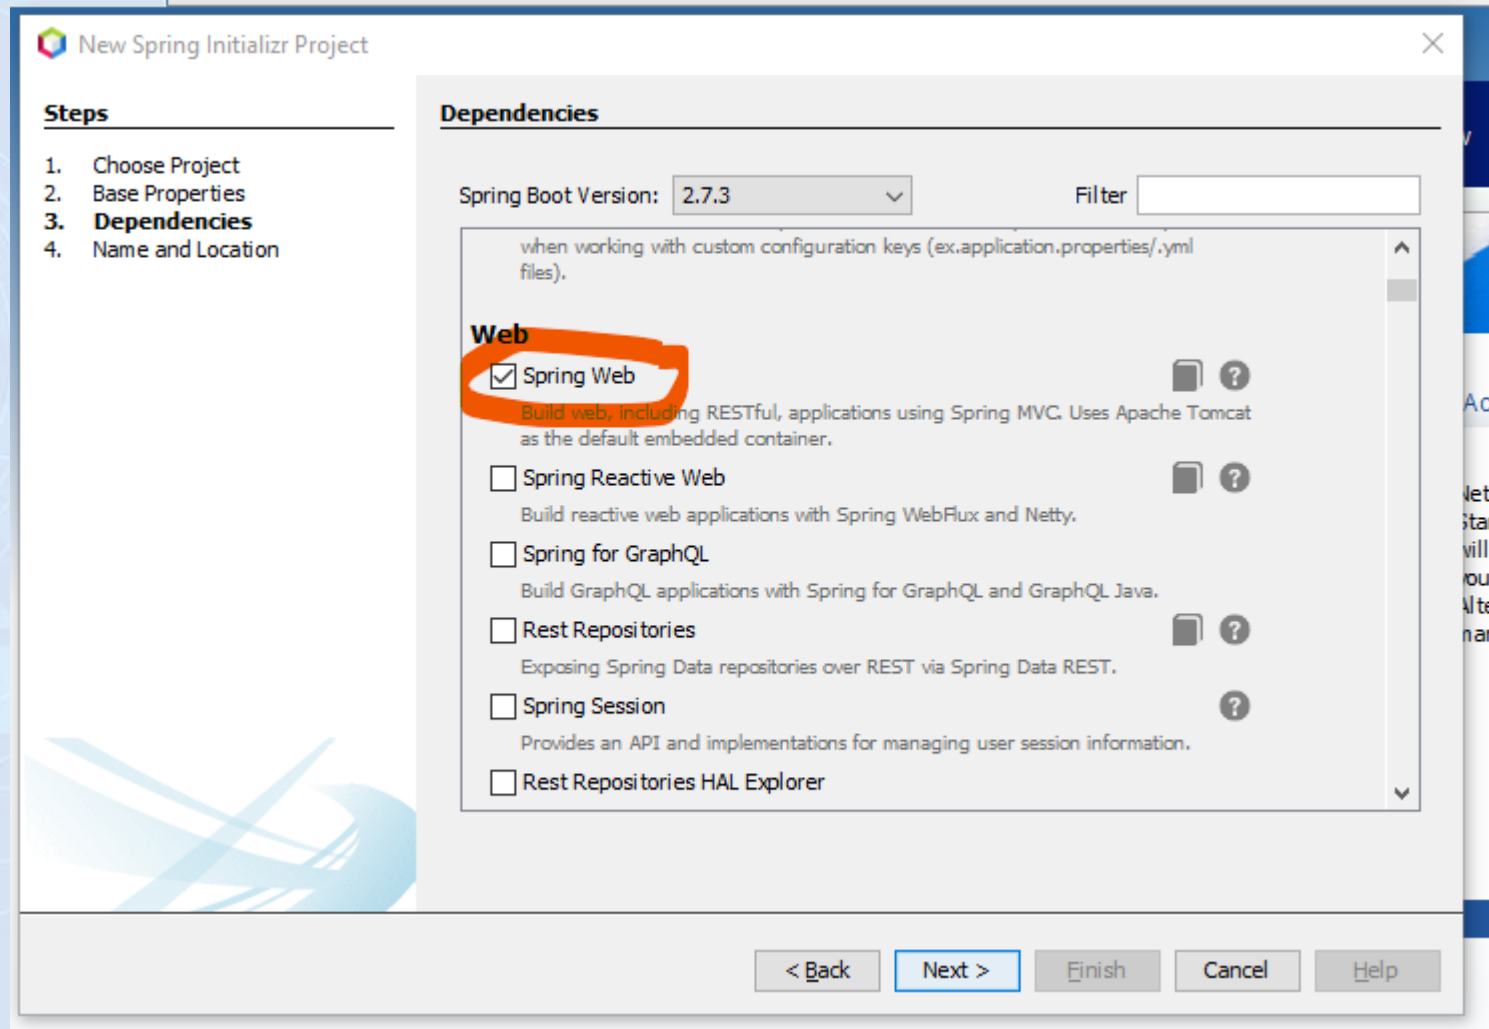 New Spring Initializr Project
Steps
1. Choose Project
2. Base Properties
3. Dependencies
4. Name and Location
Dependencies
Spring Boot Version: 2.7.3 Filter
when working with custom configuration keys (ex.application.properties/.yml
files).
Web
Spring Web
Build web, including RESTful, applications using Spring MVC. Uses Apache Tomcat
as the default embedded container.
Spring Reactive Web
Build reactive web applications with Spring WebFlux and Netty.
Spring for GraphQL
Build GraphQL applications with Spring for GraphQL and GraphQL Java.
Rest Repositories
Exposing Spring Data repositories over REST via Spring Data REST.
Spring Session
Provides an API and implementations for managing user session information.
Rest Repositories HAL Explorer
< Back Next > Finish Cancel Help